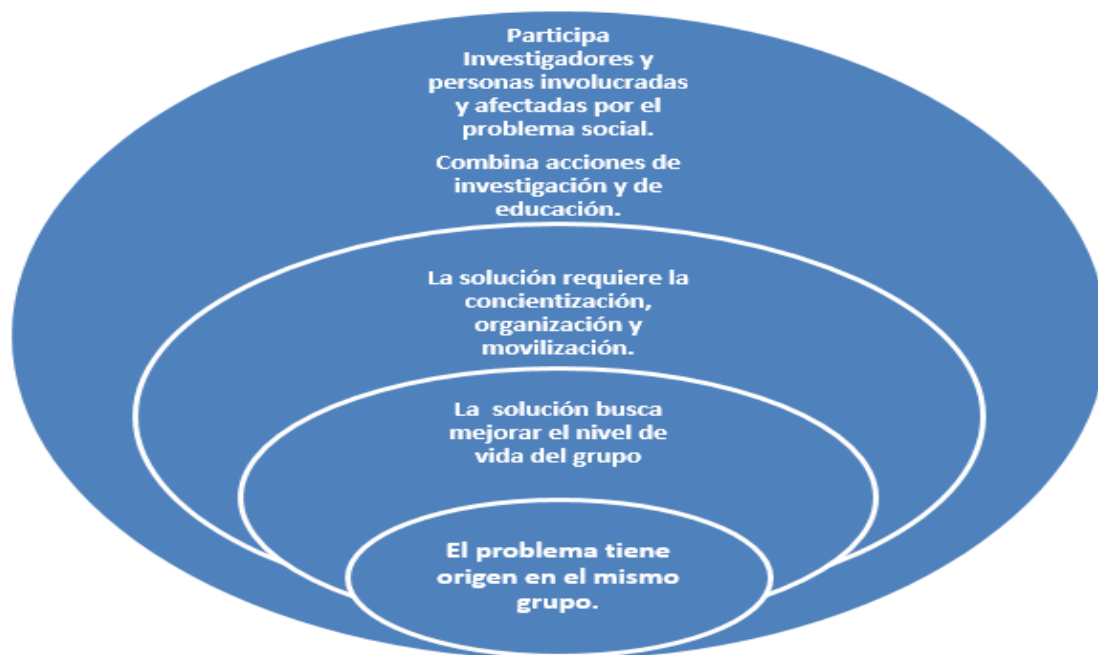 Participa
Investigadores y
personas involucradas
y afectadas por el
problema social.
Combina acciones de
investigación y de
educación.
La solución requiere la
concientización,
organización y
movilización.
La  solución busca
mejorar el nivel de
vida del grupo
El problema tiene
origen en el mismo
grupo.